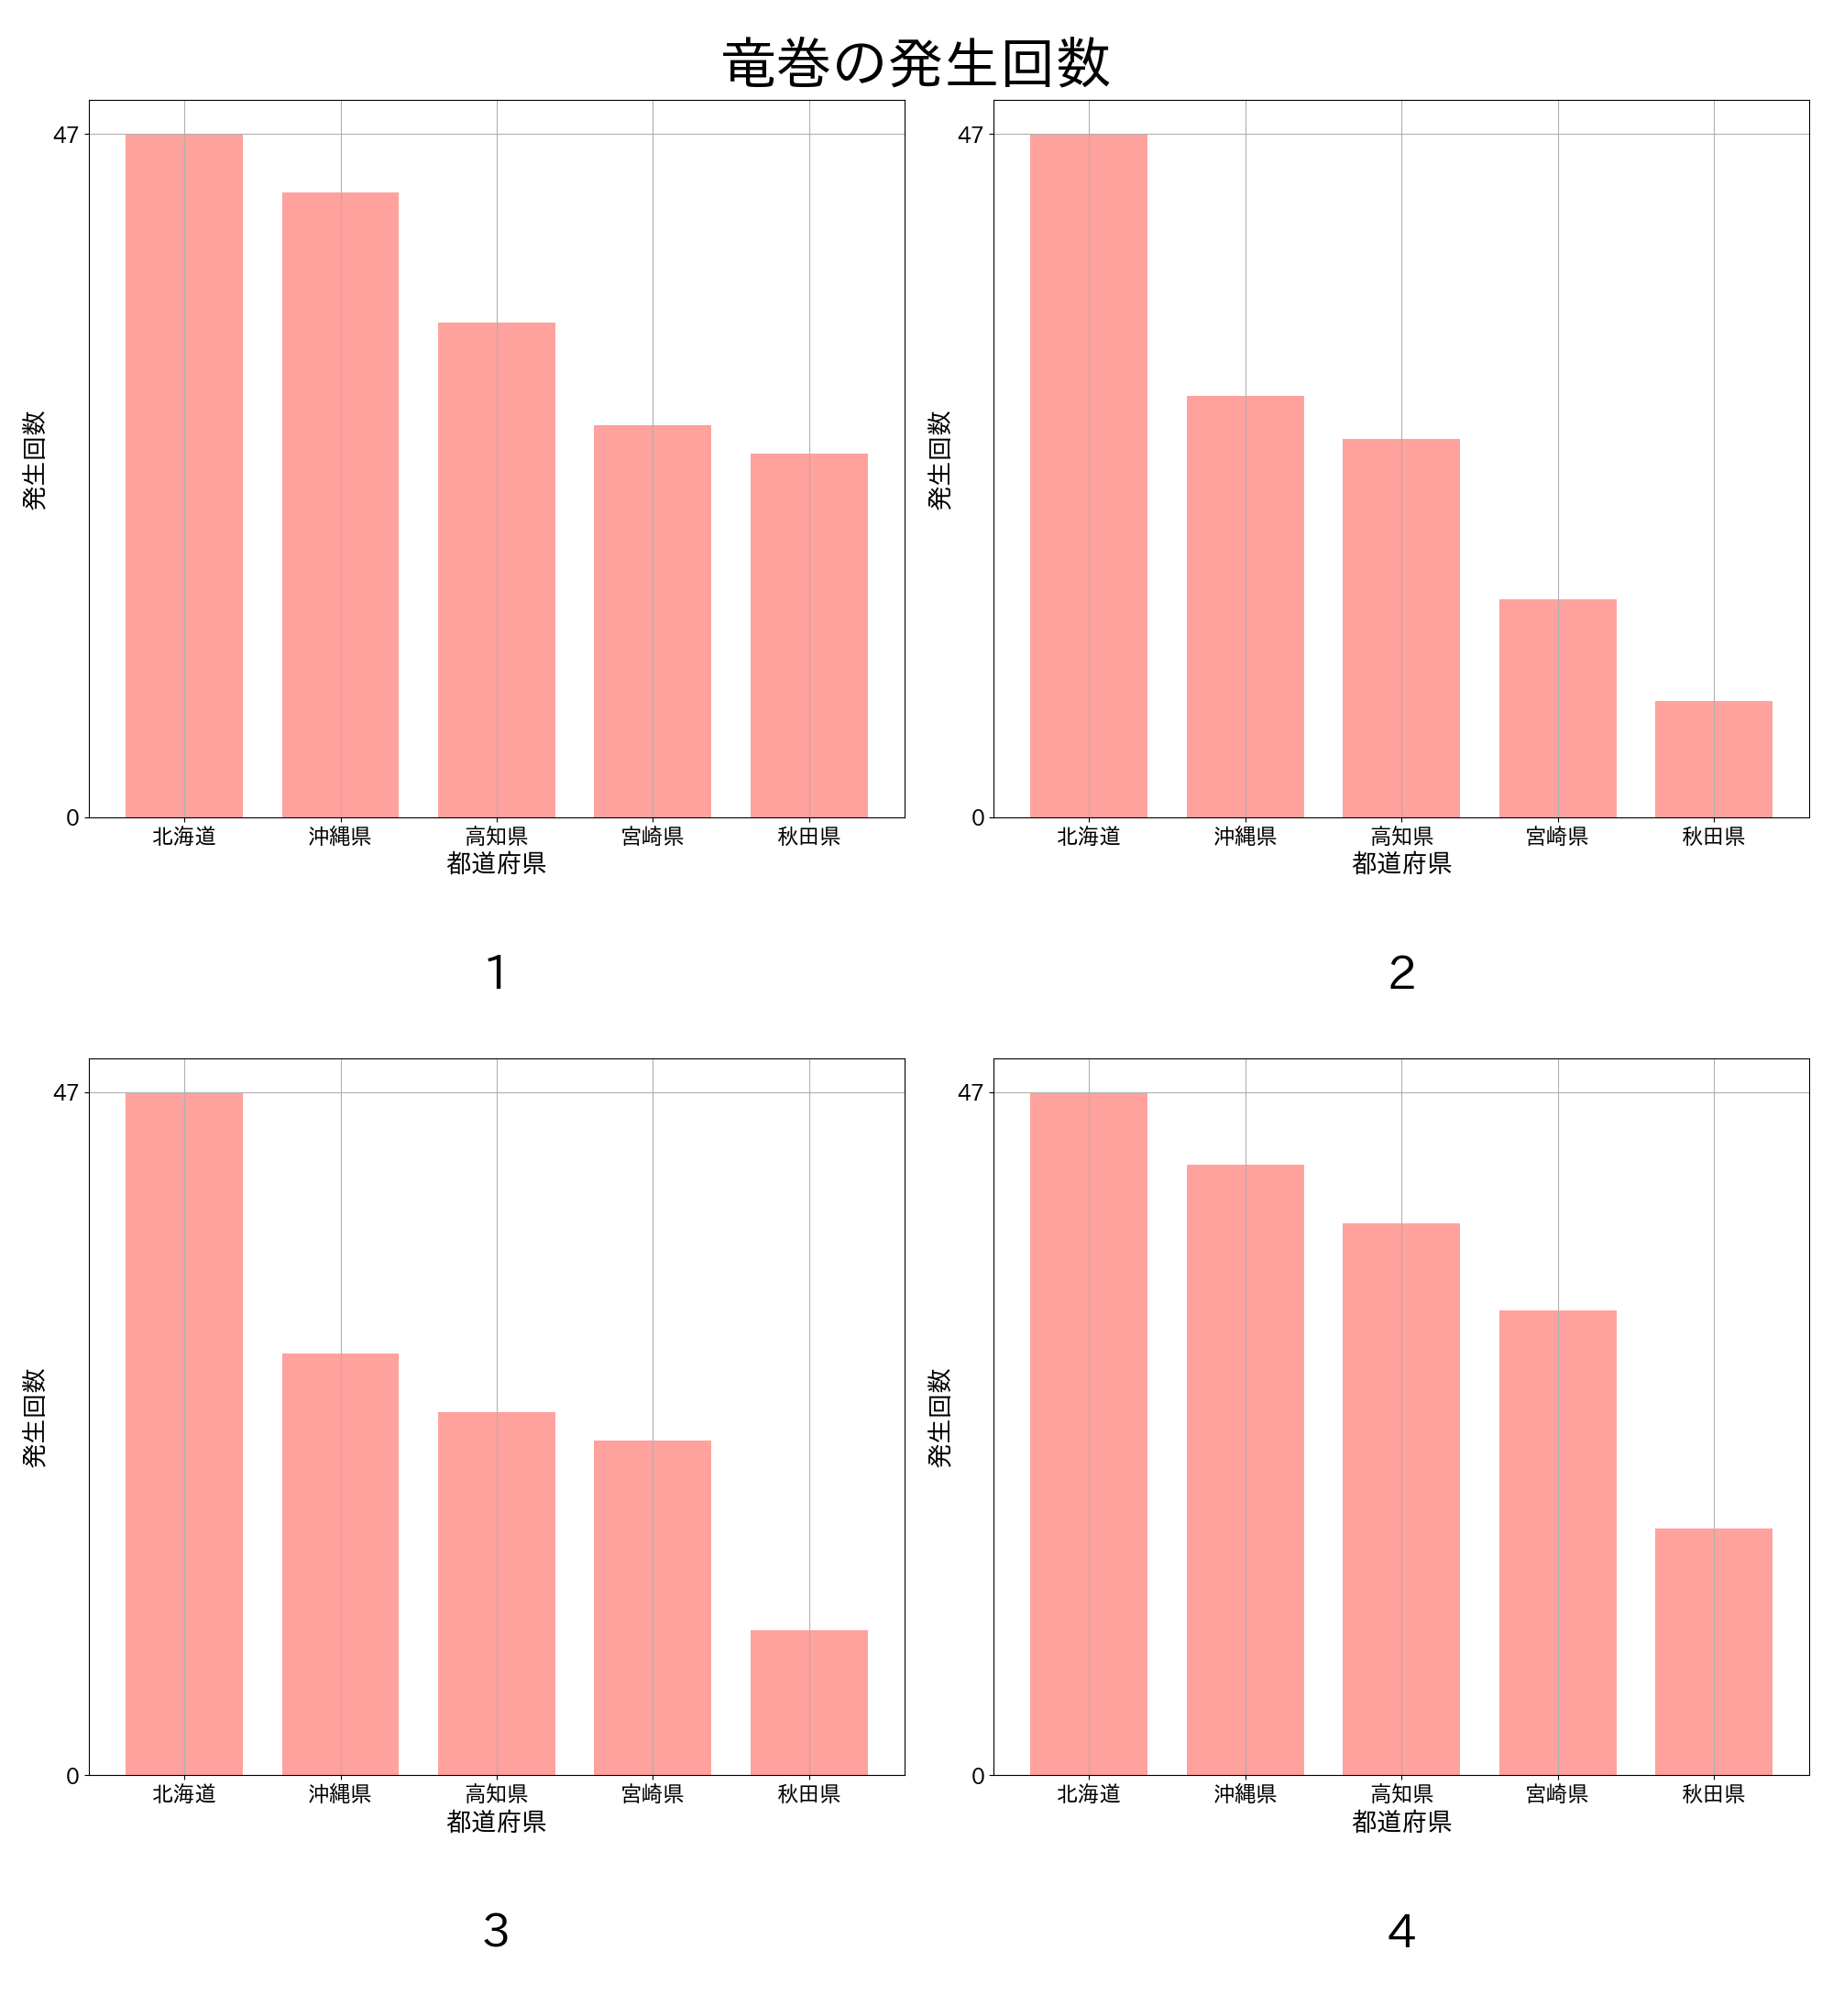 竜巻の発生回数
47
0
発生回数
北海道 沖縄県 高知県 宮崎県 秋田県
都道府県
1
47
0
発生回数
北海道 沖縄県 高知県 宮崎県 秋田県
都道府県
2
47
0
発生回数
北海道 沖縄県 高知県 宮崎県 秋田県
都道府県
3
47
0
発生回数
北海道 沖縄県 高知県 宮崎県 秋田県
都道府県
4